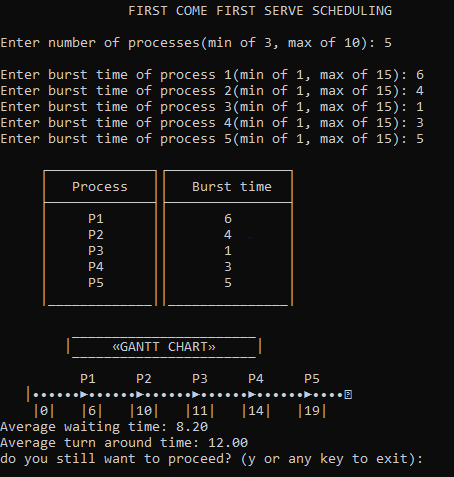 FIRST COME FIRST SERVE SCHEDULING
Enter number of processes(min of 3, max of 10): 5
Enter burst time of process 1(min of 1, max of 15): 6
Enter burst time of process 2(min of 1, max of 15): 4
Enter burst time of process 3(min of 1, max of 15): 1
Enter burst time of process 4(min of 1, max of 15): 3
Enter burst time of process 5(min of 1, max of 15): 5
Process Burst time
P1 6
P2 4
P3 1
P4 3
P5 5
«GANTT CHART»
P1 P2 P3 P4 P5
|0| |6| |10| |11| |14| |19|
Average waiting time: 8.20
Average turn around time: 12.00
do you still want to proceed? (y or any key to exit):